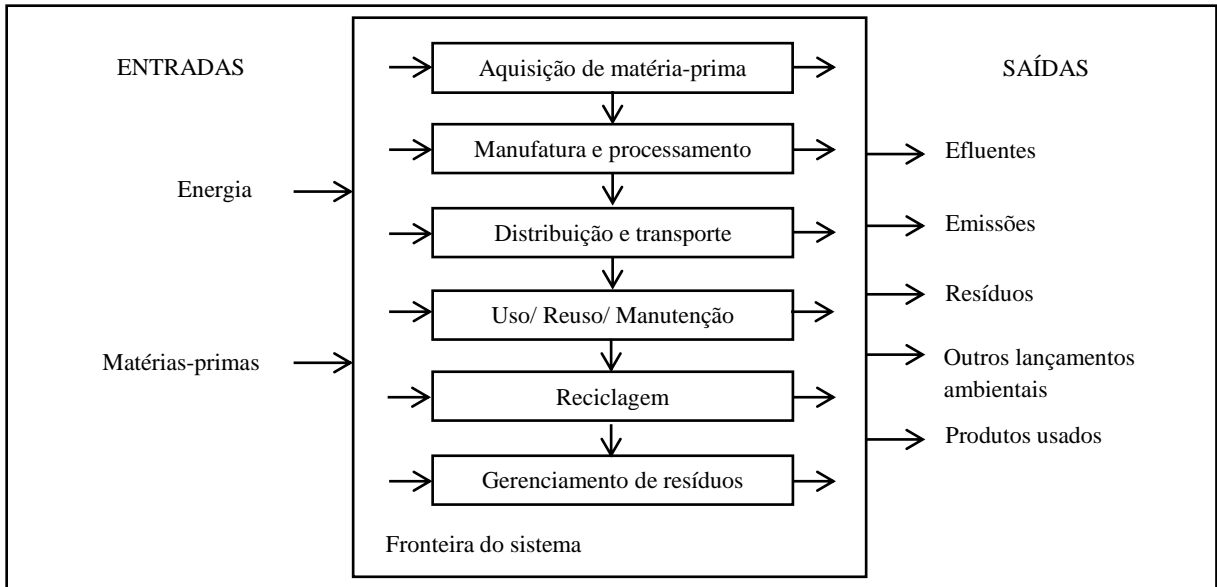 ENTRADAS
Energia
Matérias-primas
Aquisição de matéria-prima
Manufatura e processamento
Distribuição e transporte
Uso/ Reuso/ Manutenção
Reciclagem
Gerenciamento de resíduos
Fronteira do sistema
SAÍDAS
Efluentes
Emissões
Resíduos
Outros lançamentos
ambientais
Produtos usados